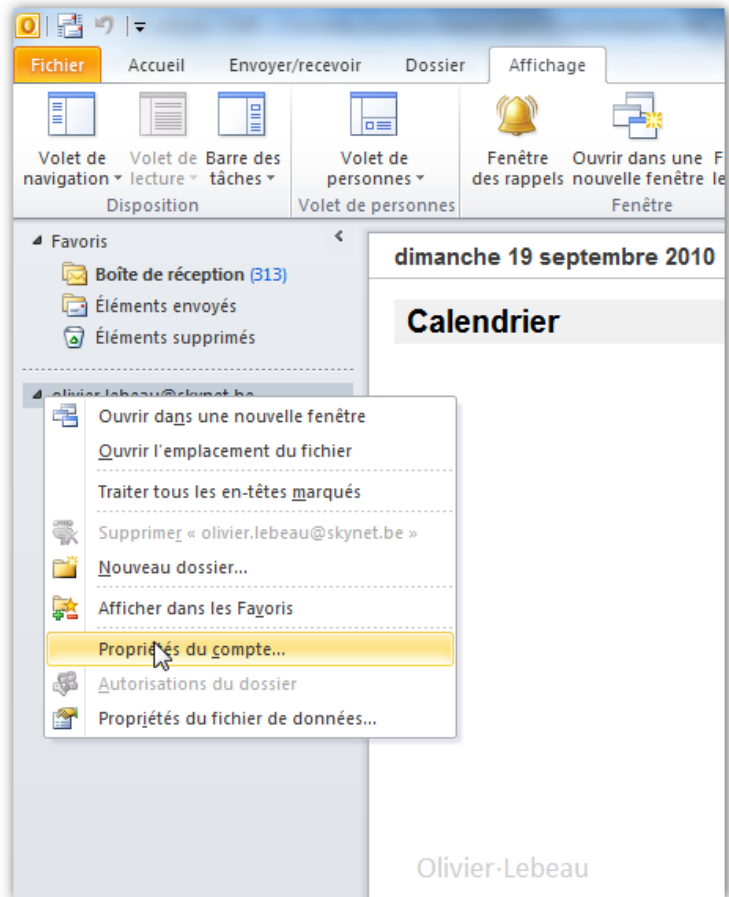 Fichier Accueil Envoyer/recevoir Dossier Affichage
Volet de navigation Volet de lecture Barre des tâches Volet de personnes Fenêtre des rappels Ouvrir dans une nouvelle fenêtre
Disposition Volet de personnes Fenêtre
Favoris
Boîte de réception (313)
Éléments envoyés
Éléments supprimés
olivier.lebeau@skynet.be
dimanche 19 septembre 2010
Calendrier
Ouvrir dans une nouvelle fenêtre
Ouvrir l'emplacement du fichier
Traiter tous les en-têtes marqués
Supprimer « olivier.lebeau@skynet.be »
Nouveau dossier...
Afficher dans les Favoris
Propriétés du compte...
Autorisations du dossier
Propriétés du fichier de données...
Olivier·Lebeau